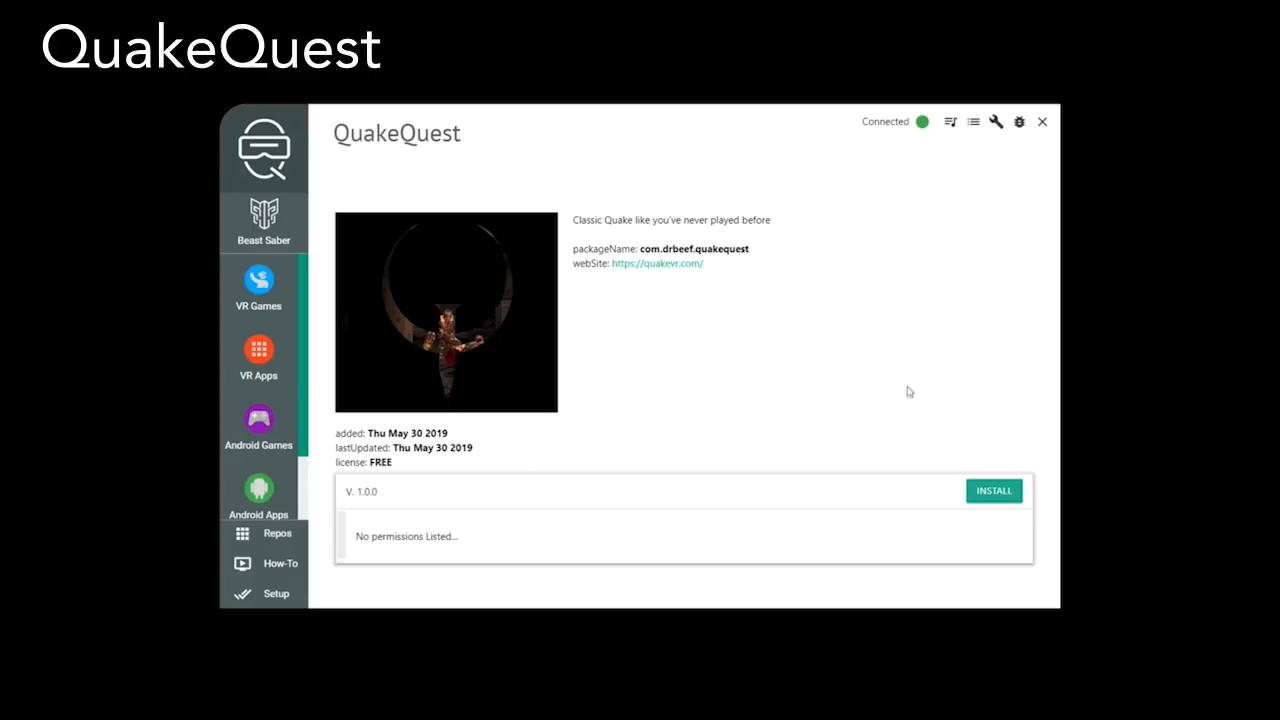 QuakeQuest
QuakeQuest
Connected
Beast Saber
VR Games
VR Apps
Android Games
Android Apps
Repos
How-To
Setup
Classic Quake like you've never played before
packageName: com.drbeef.quakequest
webSite: https://quakevr.com/
added: Thu May 30 2019
lastUpdated: Thu May 30 2019
license: FREE
V. 1.0.0
INSTALL
No permissions Listed...